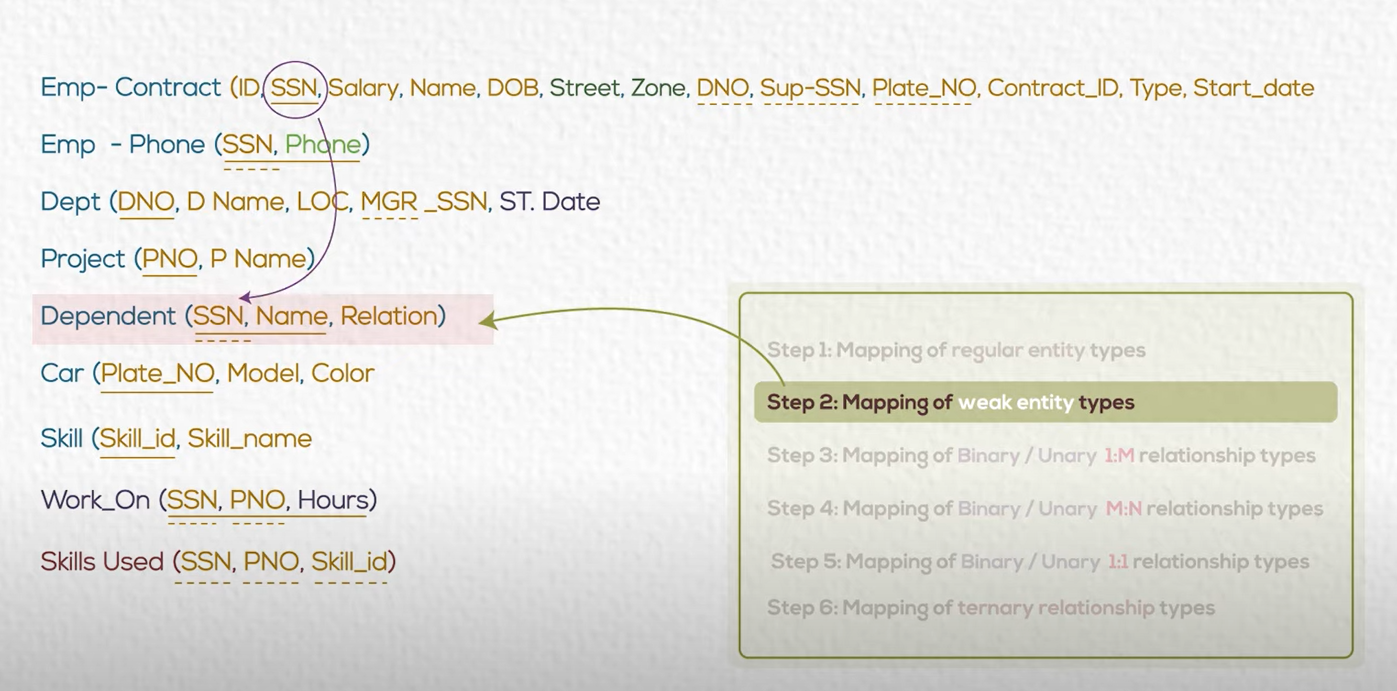 Emp- Contract (ID, SSN, Salary, Name, DOB, Street, Zone, DNO, Sup-SSN, Plate_NO, Contract_ID, Type, Start_date
Emp - Phone (SSN, Phone)
Dept (DNO, D Name, LOC, MGR _SSN, ST. Date
Project (PNO, P Name)
Dependent (SSN, Name, Relation)
Car (Plate_NO, Model, Color
Skill (Skill_id, Skill_name
Work_On (SSN, PNO, Hours)
Skills Used (SSN, PNO, Skill_id)
Step 1: Mapping of regular entity types
Step 2: Mapping of weak entity types
Step 3: Mapping of Binary / Unary 1:M relationship types
Step 4: Mapping of Binary / Unary M:N relationship types
Step 5: Mapping of Binary / Unary 1:1 relationship types
Step 6: Mapping of ternary relationship types